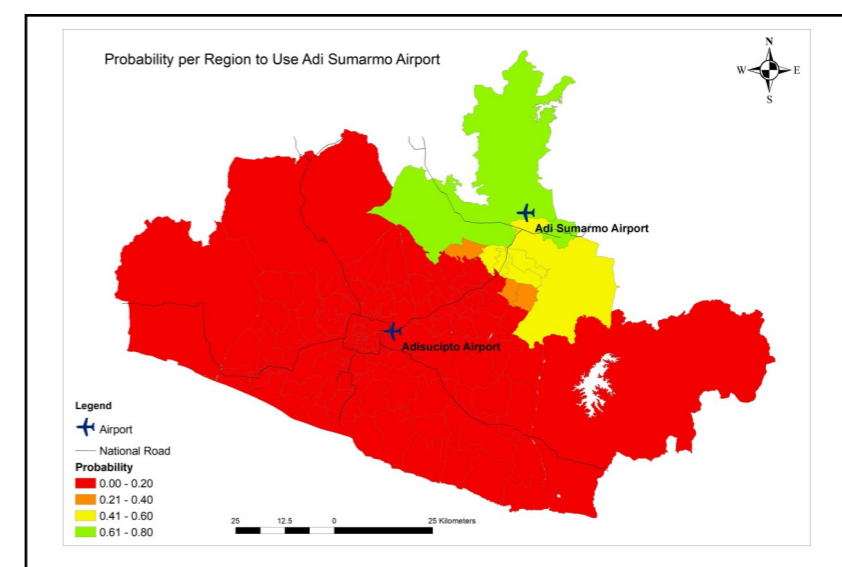 Probability per Region to Use Adi Sumarmo Airport
N
W E
S
Adi Sumarmo Airport
Adisucipto Airport
Legend
Airport
National Road
Probability
0.00 - 0.20
0.21 - 0.40
0.41 - 0.60
0.61 - 0.80
25 12.5 0 25 Kilometers